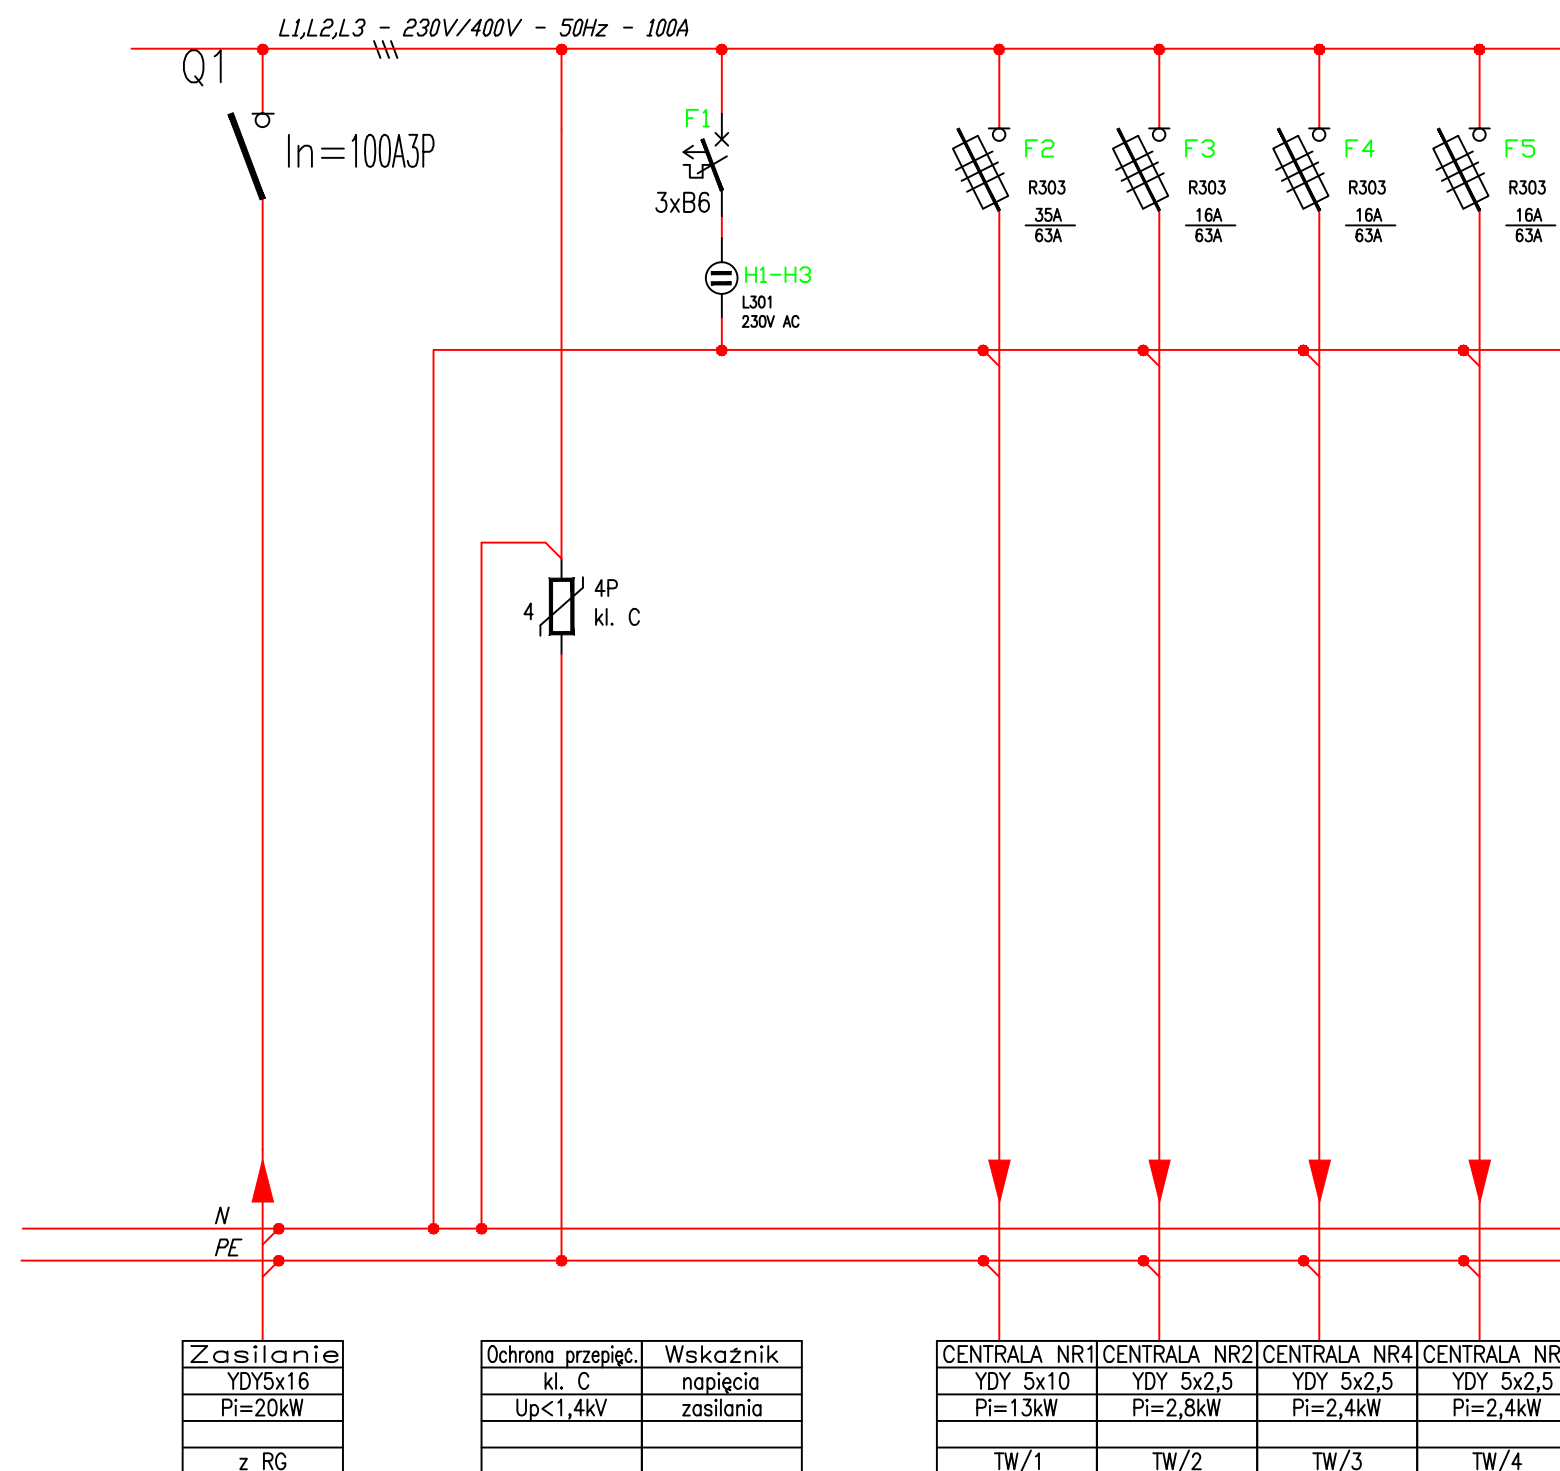 L1,L2,L3 - 230V/400V - 50Hz - 100A
Q1
In=100A3P
F1
3xB6
H1-H3
L301
230V AC
F2
R303
35A
63A
F3
R303
16A
63A
F4
R303
16A
63A
F5
R303
16A
63A
4
4P
kl. C
N
PE
Zasilanie
YDY5x16
Pi=20kW
z RG
Ochrona przepięć.
kl. C
Up<1,4kV
Wskaźnik
napięcia
zasilania
CENTRALA NR1
YDY 5x10
Pi=13kW
TW/1
CENTRALA NR2
YDY 5x2,5
Pi=2,8kW
TW/2
CENTRALA NR4
YDY 5x2,5
Pi=2,4kW
TW/3
CENTRALA NR
YDY 5x2,5
Pi=2,4kW
TW/4